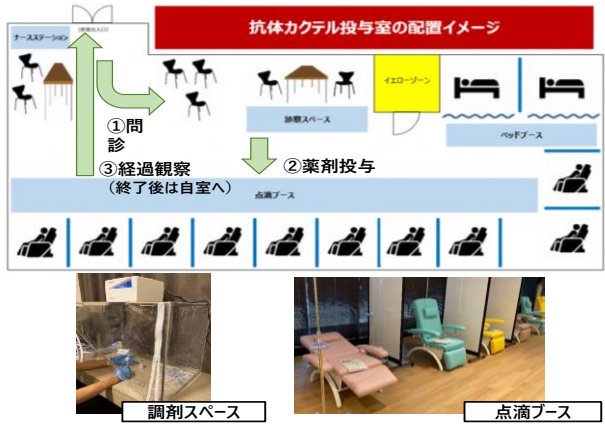 抗体カクテル投与室の配置イメージ
ナースステーション
イエローゾーン
診察スペース
ベッドブース
①問
診
②薬剤投与
③経過観察
（終了後は自室へ）
点滴ブース
調剤スペース
点滴ブース